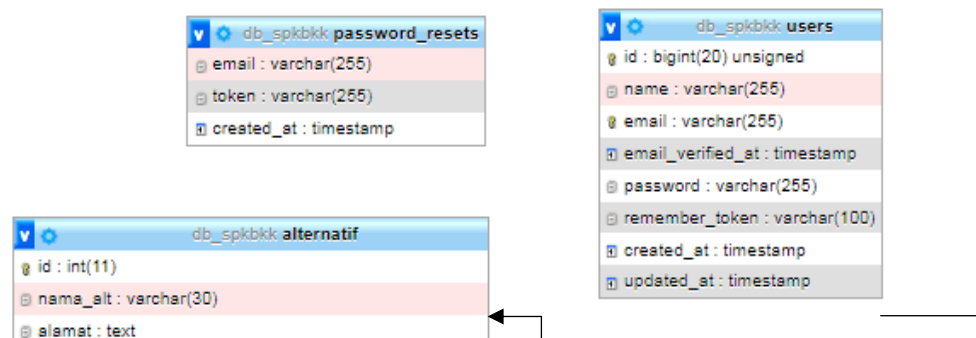 db_spkbkk password_resets
email : varchar(255)
token : varchar(255)
created_at : timestamp
db_spkbkk users
id : bigint(20) unsigned
name : varchar(255)
email : varchar(255)
email_verified_at : timestamp
password : varchar(255)
remember_token : varchar(100)
created_at : timestamp
updated_at : timestamp
db_spkbkk alternatif
id : int(11)
nama_alt : varchar(30)
alamat : text